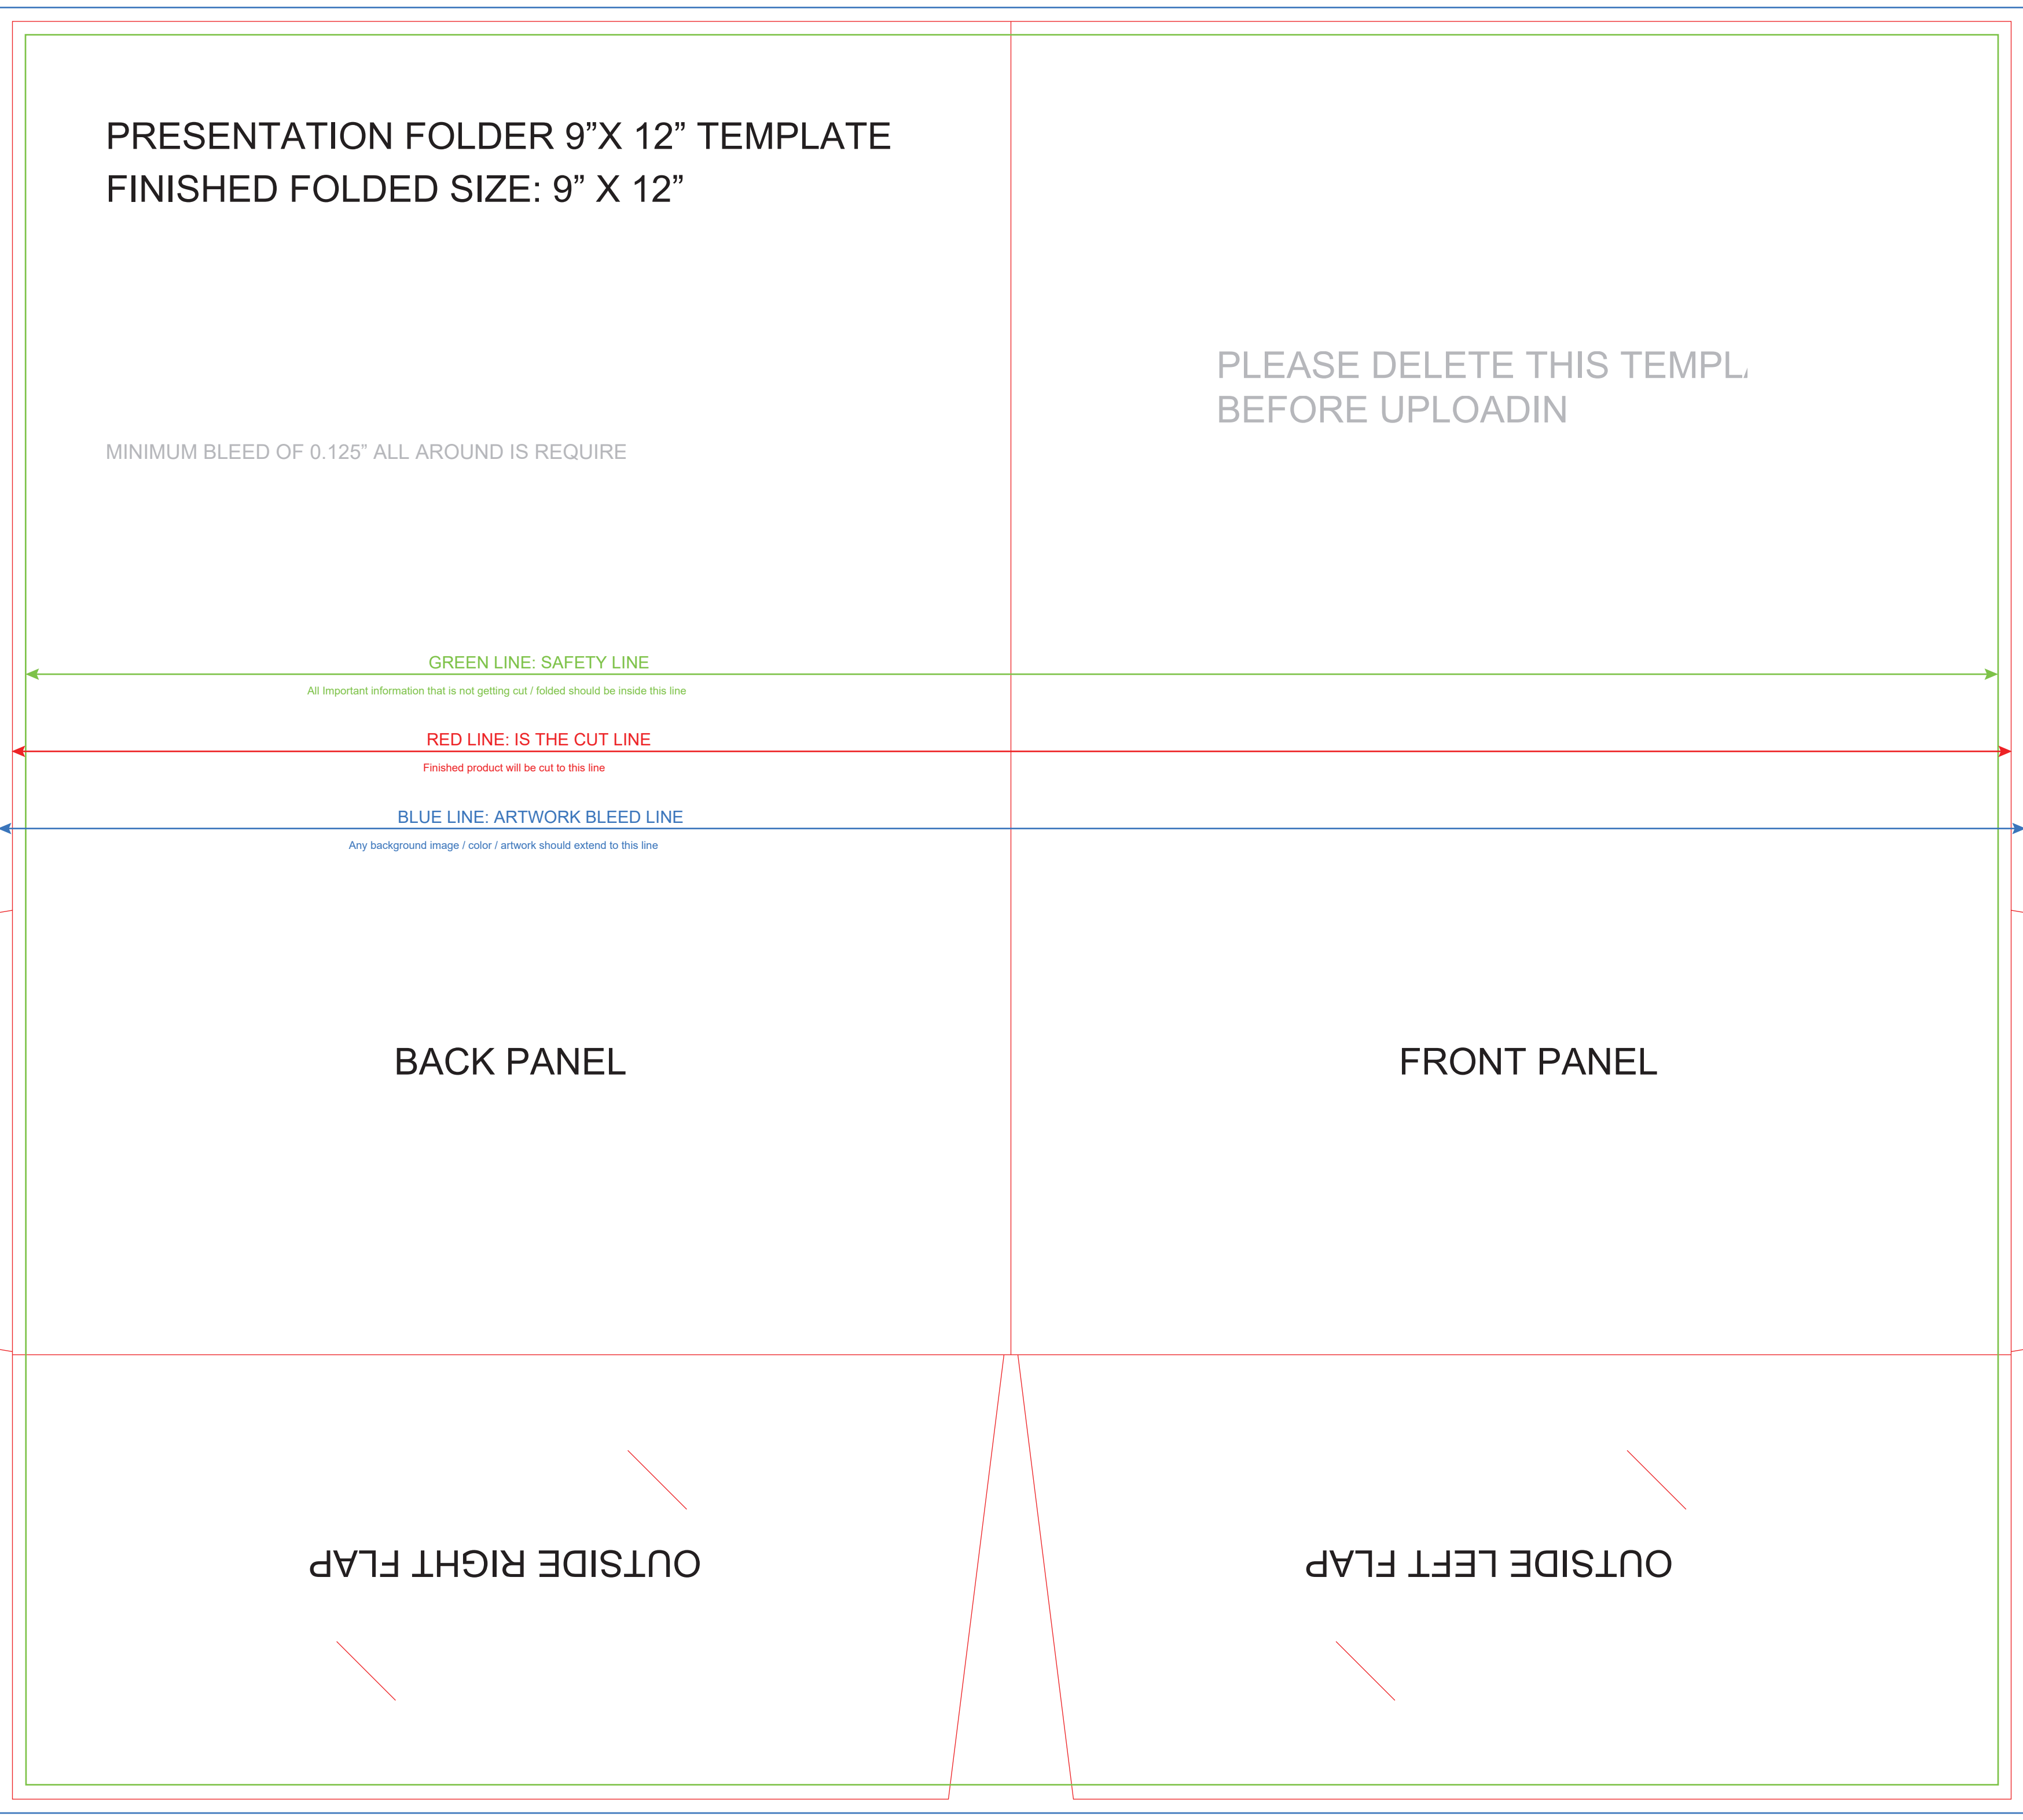 PRESENTATION FOLDER 9”X 12” TEMPLATE
FINISHED FOLDED SIZE: 9” X 12”
PLEASE DELETE THIS TEMPL
BEFORE UPLOADIN
MINIMUM BLEED OF 0.125” ALL AROUND IS REQUIRE
GREEN LINE: SAFETY LINE
All Important information that is not getting cut / folded should be inside this line
RED LINE: IS THE CUT LINE
Finished product will be cut to this line
BLUE LINE: ARTWORK BLEED LINE
Any background image / color / artwork should extend to this line
BACK PANEL
FRONT PANEL
OUTSIDE RIGHT FLAP
OUTSIDE LEFT FLAP